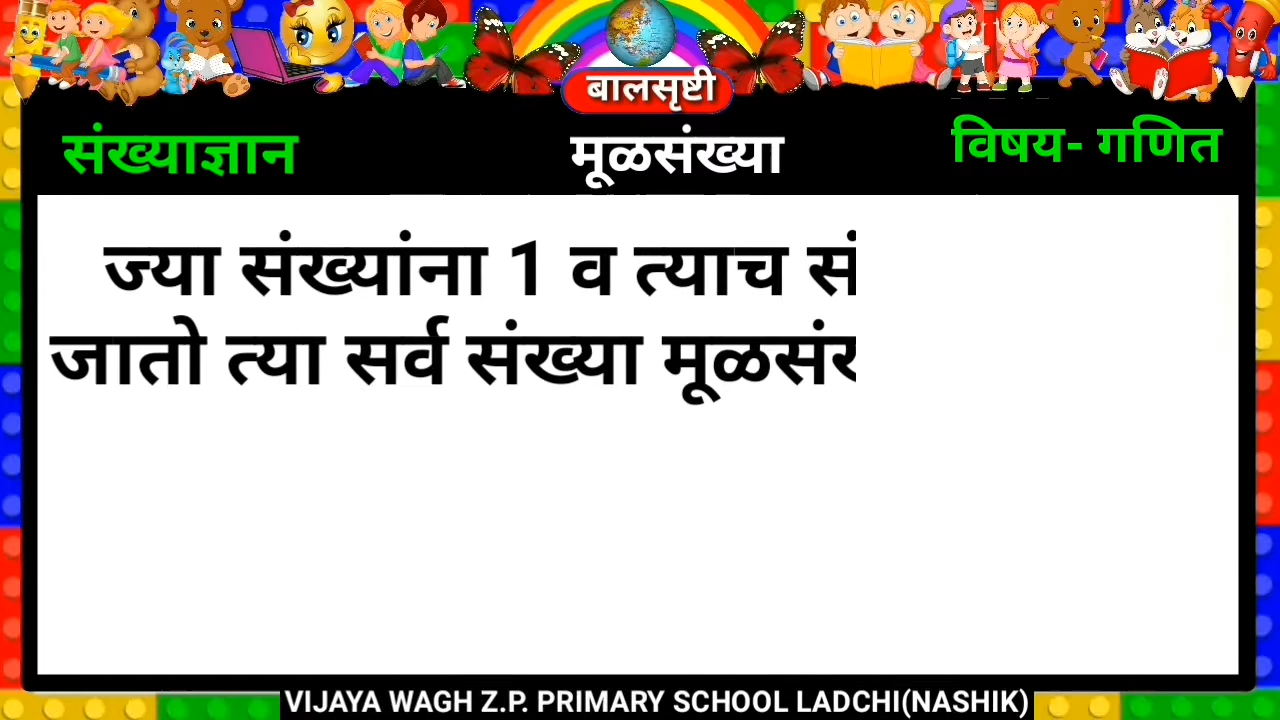 बालसृष्टी
संख्याज्ञान
मूळसंख्या
विषय- गणित
ज्या संख्यांना 1 व त्याच
जातो त्या सर्व संख्या
VIJAYA WAGH Z.P. PRIMARY SCHOOL LADCHI(NASHIK)